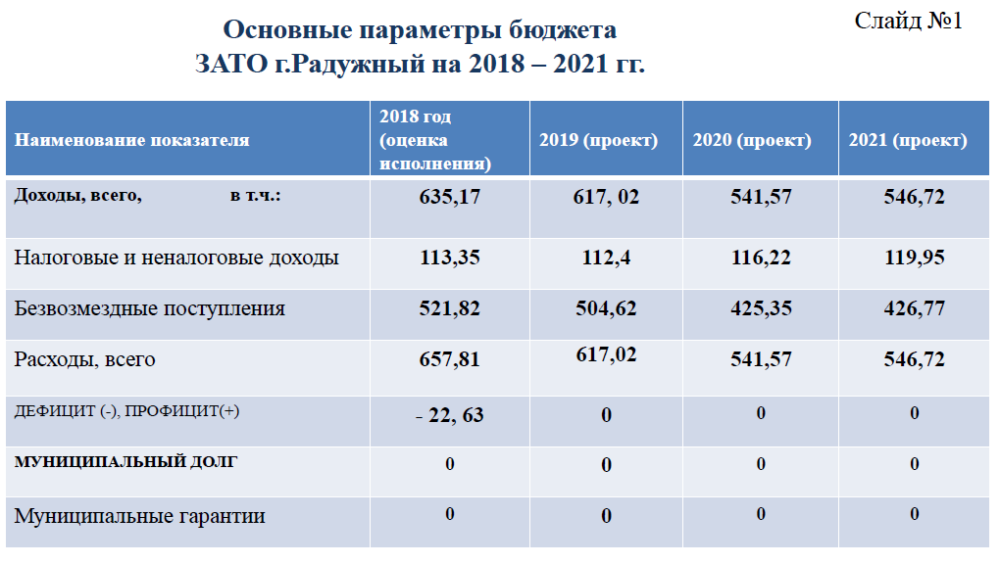 Слайд №1
Основные параметры бюджета
ЗАТО г.Радужный на 2018 – 2021 гг.
Наименование показателя 2018 год (оценка исполнения) 2019 (проект) 2020 (проект) 2021 (проект)
Доходы, всего, в т.ч.: 635,17 617, 02 541,57 546,72
Налоговые и неналоговые доходы 113,35 112,4 116,22 119,95
Безвозмездные поступления 521,82 504,62 425,35 426,77
Расходы, всего 657,81 617,02 541,57 546,72
ДЕФИЦИТ (-), ПРОФИЦИТ(+) - 22, 63 0 0 0
МУНИЦИПАЛЬНЫЙ ДОЛГ 0 0 0 0
Муниципальные гарантии 0 0 0 0